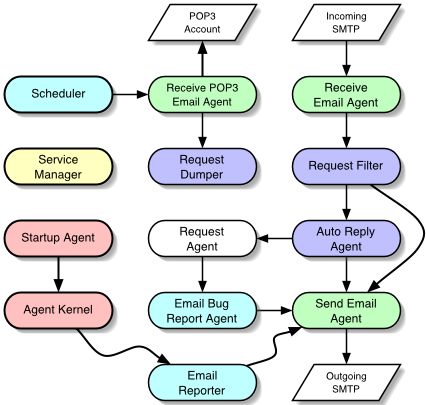 POP3
Account
Incoming
SMTP
Scheduler
Receive POP3
Email Agent
Receive
Email Agent
Service
Manager
Request
Dumper
Request Filter
Startup Agent
Request
Agent
Auto Reply
Agent
Agent Kernel
Email Bug
Report Agent
Send Email
Agent
Email
Reporter
Outgoing
SMTP